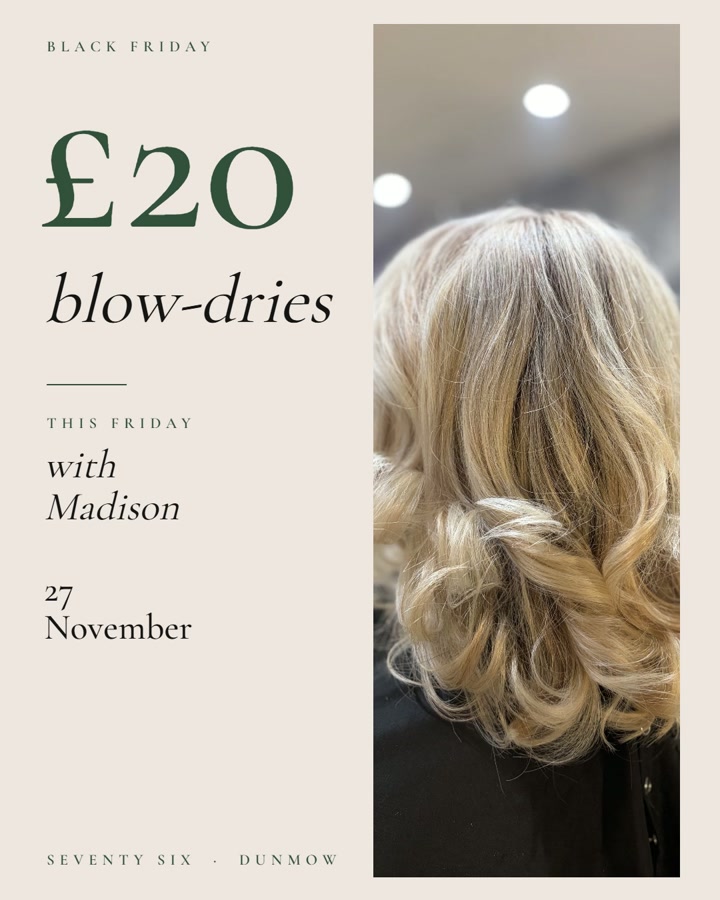 BLACK FRIDAY
£20
blow-dries
THIS FRIDAY
with
Madison
27
November
SEVENTY SIX · DUNMOW